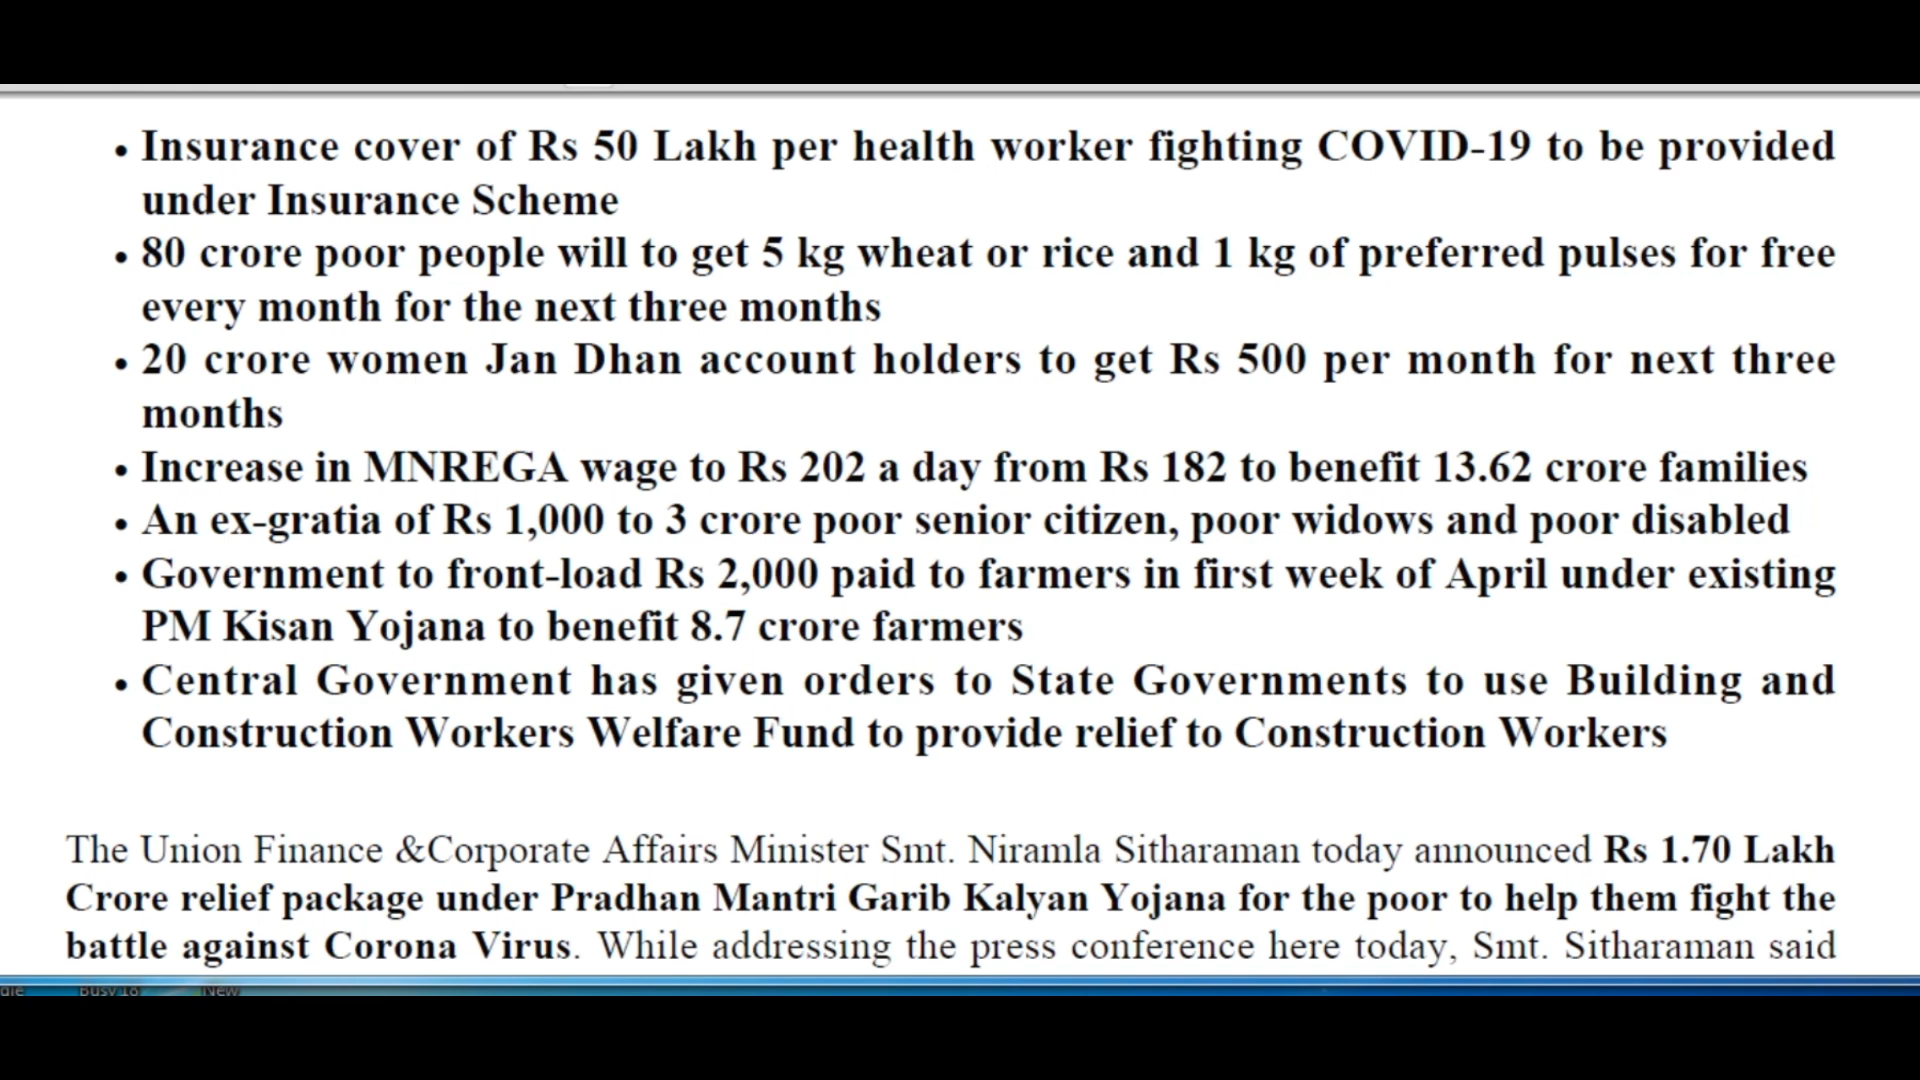 • Insurance cover of Rs 50 Lakh per health worker fighting COVID-19 to be provided
under Insurance Scheme
• 80 crore poor people will to get 5 kg wheat or rice and 1 kg of preferred pulses for free
every month for the next three months
• 20 crore women Jan Dhan account holders to get Rs 500 per month for next three
months
• Increase in MNREGA wage to Rs 202 a day from Rs 182 to benefit 13.62 crore families
• An ex-gratia of Rs 1,000 to 3 crore poor senior citizen, poor widows and poor disabled
• Government to front-load Rs 2,000 paid to farmers in first week of April under existing
PM Kisan Yojana to benefit 8.7 crore farmers
• Central Government has given orders to State Governments to use Building and
Construction Workers Welfare Fund to provide relief to Construction Workers
The Union Finance &Corporate Affairs Minister Smt. Niramla Sitharaman today announced Rs 1.70 Lakh
Crore relief package under Pradhan Mantri Garib Kalyan Yojana for the poor to help them fight the
battle against Corona Virus. While addressing the press conference here today, Smt. Sitharaman said
Busy 18 New